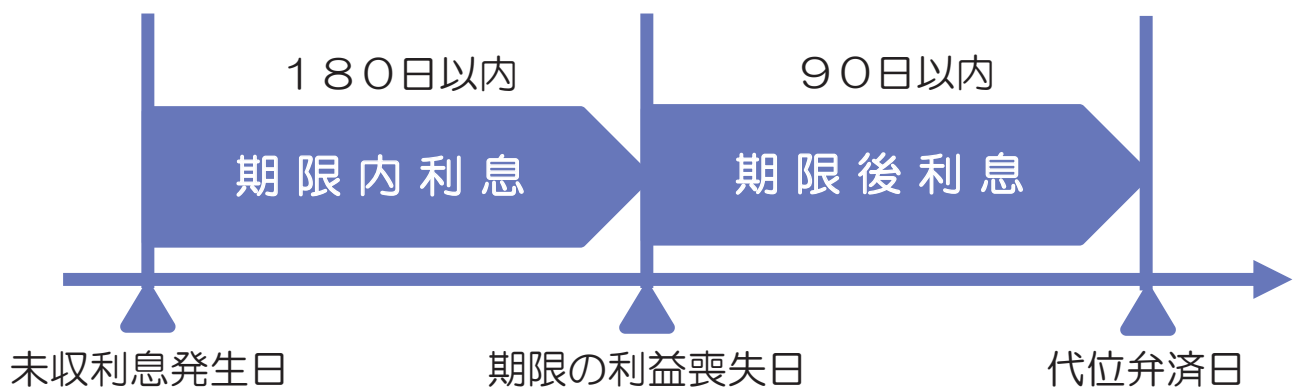 １８０日以内
９０日以内
期限内利息
期限後利息
未収利息発生日
期限の利益喪失日
代位弁済日